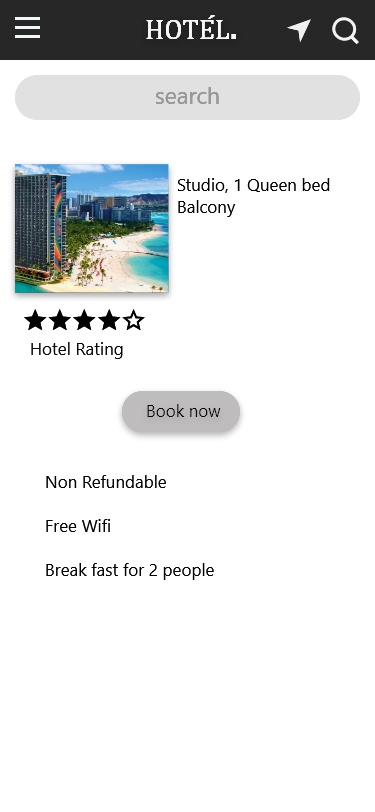 HOTÉL.
search
Studio, 1 Queen bed
Balcony
Hotel Rating
Book now
Non Refundable
Free Wifi
Break fast for 2 people